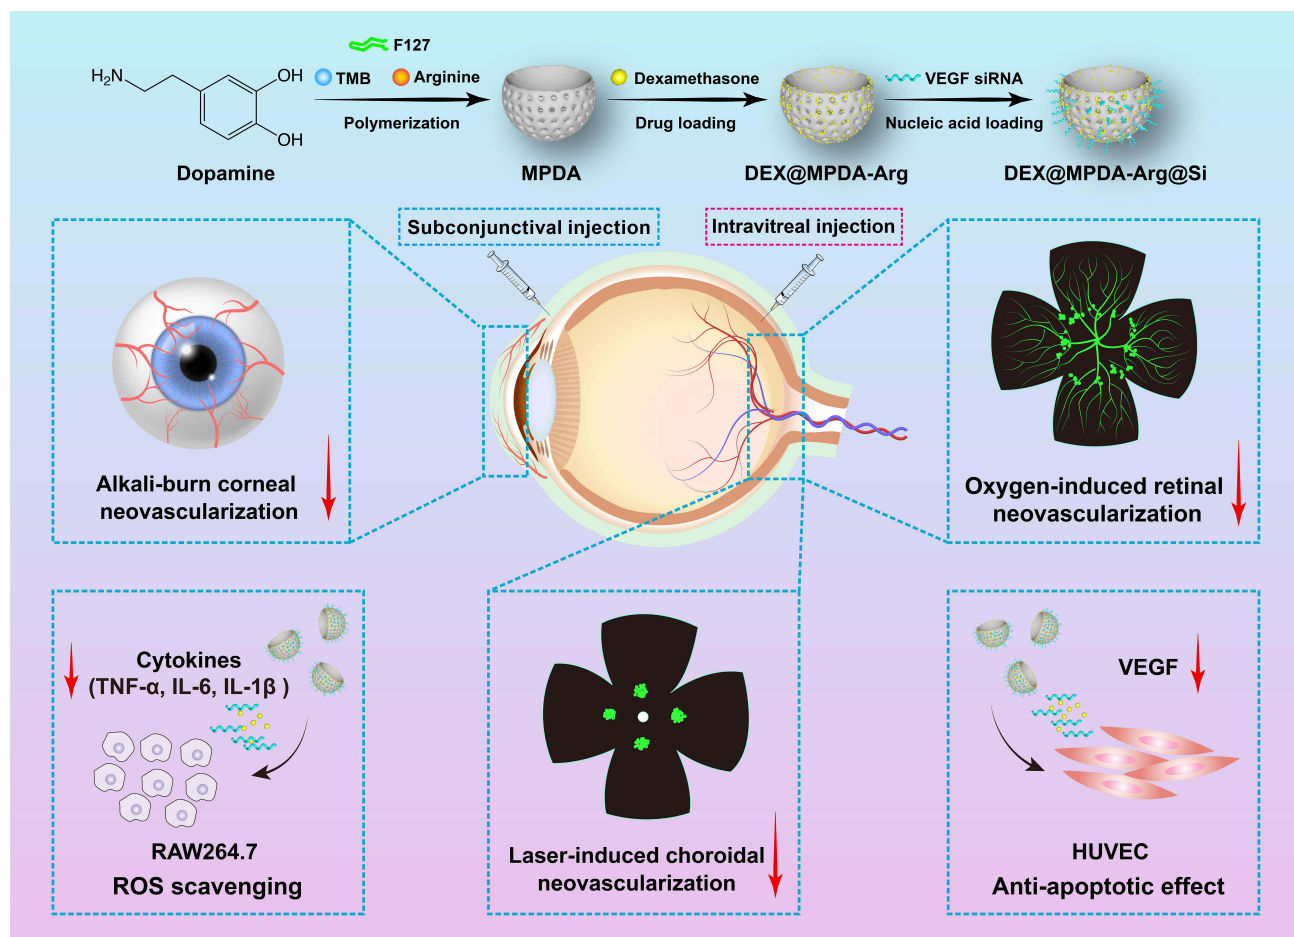 F127
TMB Arginine
Polymerization
H₂N
OH
OH
Dopamine
MPDA
Dexamethasone
Drug loading
DEX@MPDA-Arg
VEGF siRNA
Nucleic acid loading
DEX@MPDA-Arg@Si
Subconjunctival injection
Intravitreal injection
Alkali-burn corneal
neovascularization
Oxygen-induced retinal
neovascularization
Cytokines
(TNF-α, IL-6, IL-1β )
RAW264.7
ROS scavenging
Laser-induced choroidal
neovascularization
VEGF
HUVEC
Anti-apoptotic effect